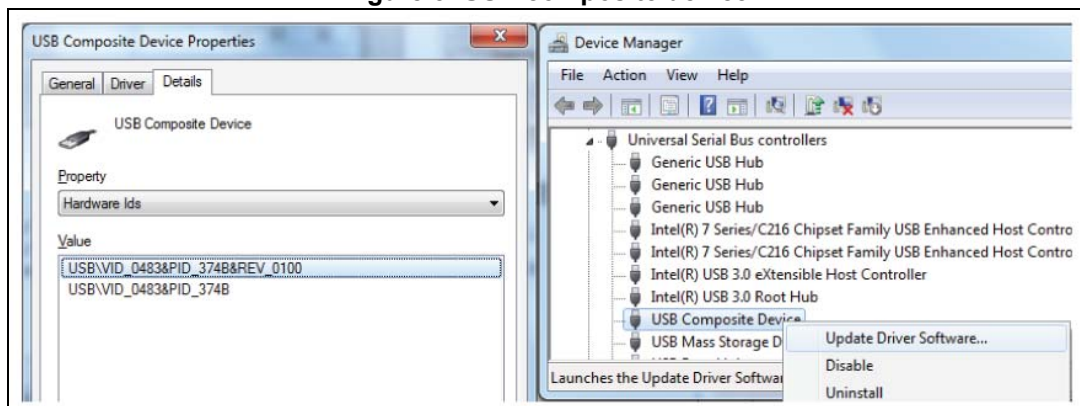 USB Composite Device Properties
General Driver Details
USB Composite Device
Property
Hardware Ids
Value
USB\VID_0483&PID_374B&REV_0100
USB\VID_0483&PID_374B
Device Manager
File Action View Help
Universal Serial Bus controllers
Generic USB Hub
Generic USB Hub
Generic USB Hub
Intel(R) 7 Series/C216 Chipset Family USB Enhanced Host Contro
Intel(R) 7 Series/C216 Chipset Family USB Enhanced Host Contro
Intel(R) USB 3.0 eXtensible Host Controller
Intel(R) USB 3.0 Root Hub
USB Composite Device
USB Mass Storage D
Update Driver Software...
Disable
Uninstall
Launches the Update Driver Softwar